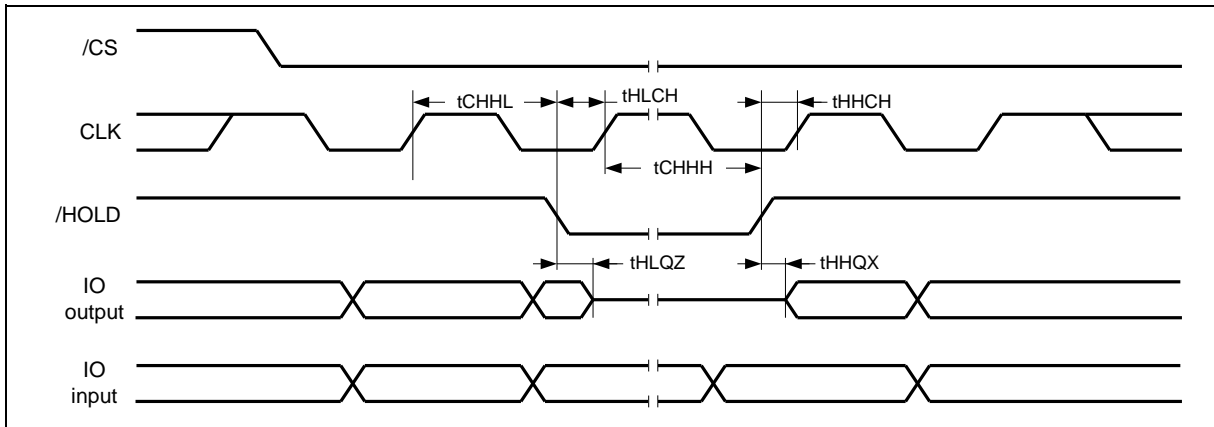 /CS
tCHHL
tHLCH
tHHCH
CLK
tCHHH
/HOLD
tHLQZ
tHHQX
IO
output
IO
input